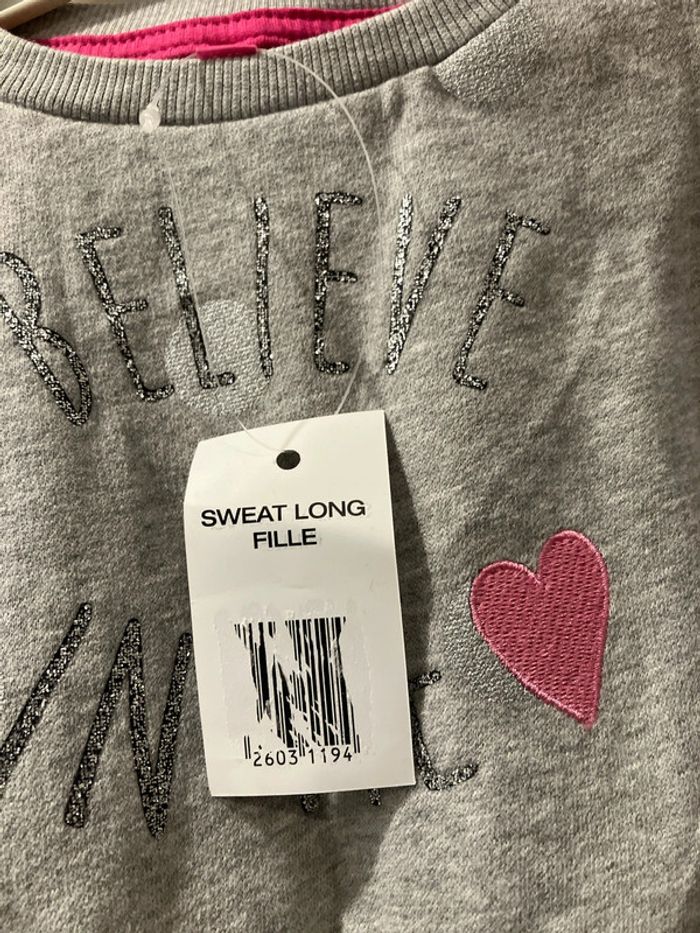 BELIEVE
SWEAT LONG
FILLE
2603 1194